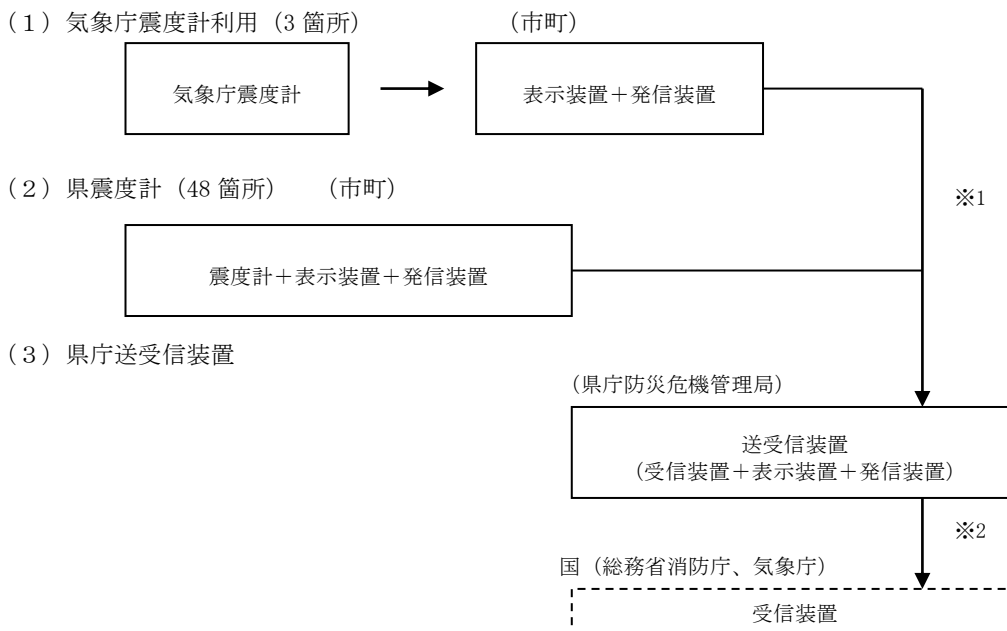 （１）気象庁震度計利用（3 箇所） （市町）
気象庁震度計
表示装置＋発信装置
（２）県震度計（48 箇所） （市町）
※1
震度計＋表示装置＋発信装置
（３）県庁送受信装置
（県庁防災危機管理局）
送受信装置
（受信装置＋表示装置＋発信装置）
※2
国（総務省消防庁、気象庁）
受信装置